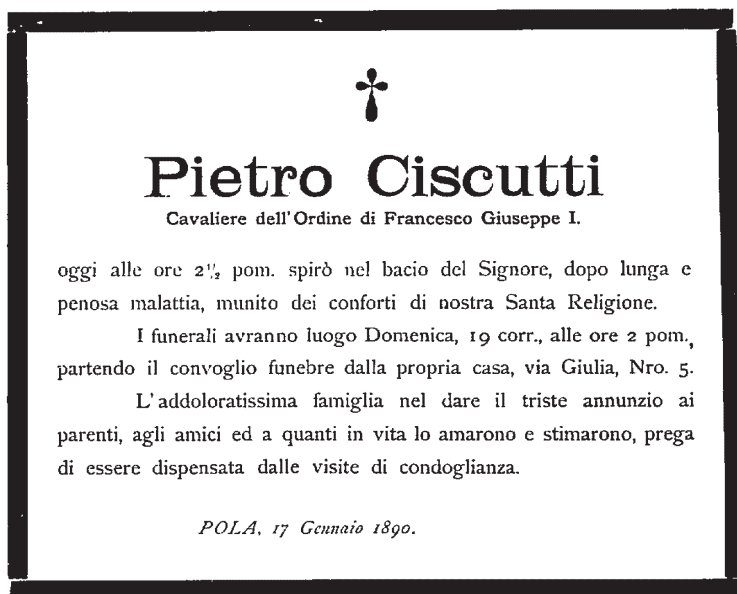 Pietro Ciscutti
Cavaliere dell'Ordine di Francesco Giuseppe I.
oggi alle ore 2½ pom. spirò nel bacio del Signore, dopo lunga e
penosa malattia, munito dei conforti di nostra Santa Religione.
I funerali avranno luogo Domenica, 19 corr., alle ore 2 pom.,
partendo il convoglio funebre dalla propria casa, via Giulia, Nro. 5.
L'addoloratissima famiglia nel dare il triste annunzio ai
parenti, agli amici ed a quanti in vita lo amarono e stimarono, prega
di essere dispensata dalle visite di condoglianza.
POLA, 17 Gennaio 1890.